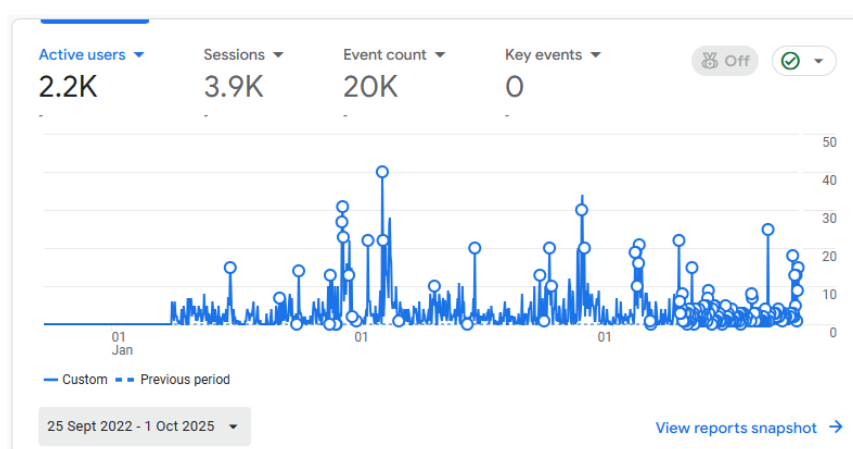 Active users Sessions Event count Key events Off
2.2K 3.9K 20K 0
- - - -
50
40
30
20
10
0
01 01 01
Jan
Custom Previous period
25 Sept 2022 - 1 Oct 2025 View reports snapshot